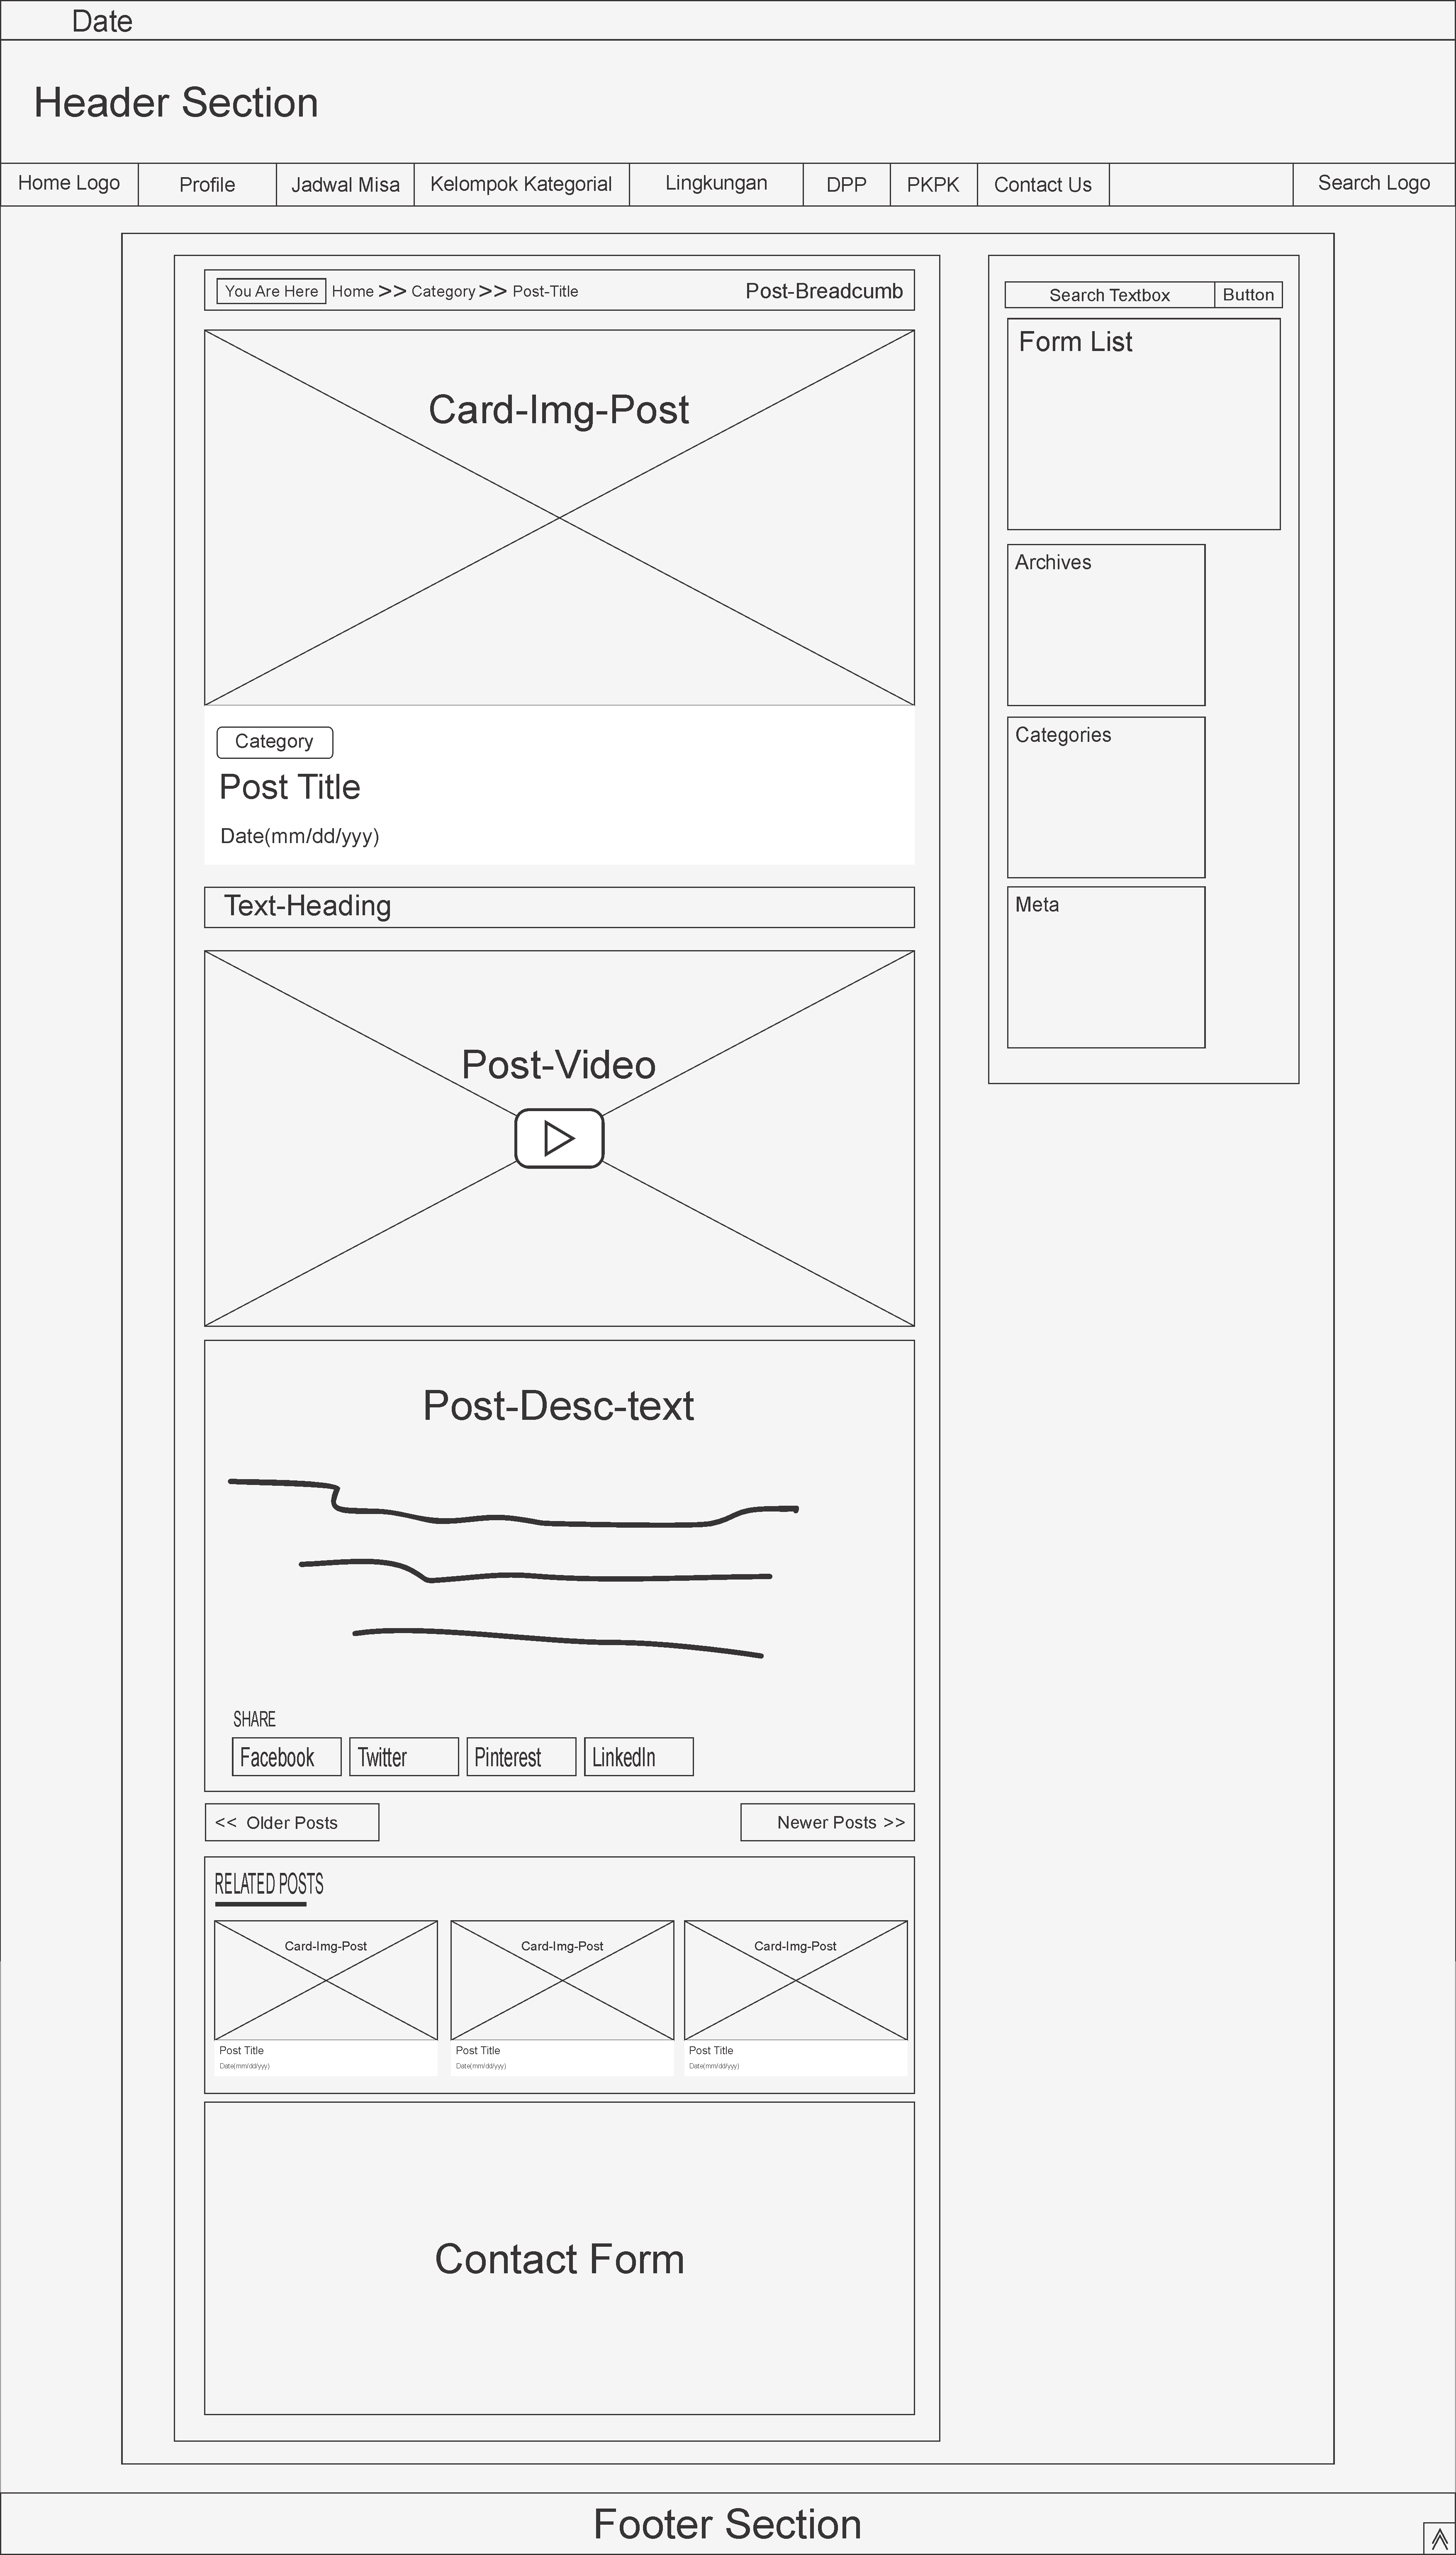 Date
Header Section
Home Logo Profile Jadwal Misa Kelompok Kategorial Lingkungan DPP PKPK Contact Us Search Logo
You Are Here Home >> Category >> Post-Title Post-Breadcumb
Card-Img-Post
Category
Post Title
Date(mm/dd/yyy)
Text-Heading
Post-Video
Post-Desc-text
SHARE
Facebook Twitter Pinterest LinkedIn
<< Older Posts Newer Posts >>
RELATED POSTS
Card-Img-Post Card-Img-Post Card-Img-Post
Post Title Post Title Post Title
Date(mm/dd/yyy) Date(mm/dd/yyy) Date(mm/dd/yyy)
Contact Form
Search Textbox Button
Form List
Archives
Categories
Meta
Footer Section